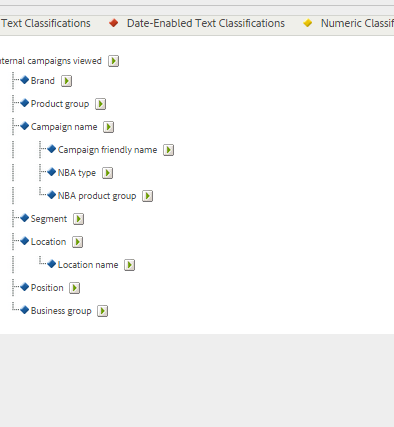 Text Classifications Date-Enabled Text Classifications Numeric Classif
nternal campaigns viewed
Brand
Product group
Campaign name
Campaign friendly name
NBA type
NBA product group
Segment
Location
Location name
Position
Business group